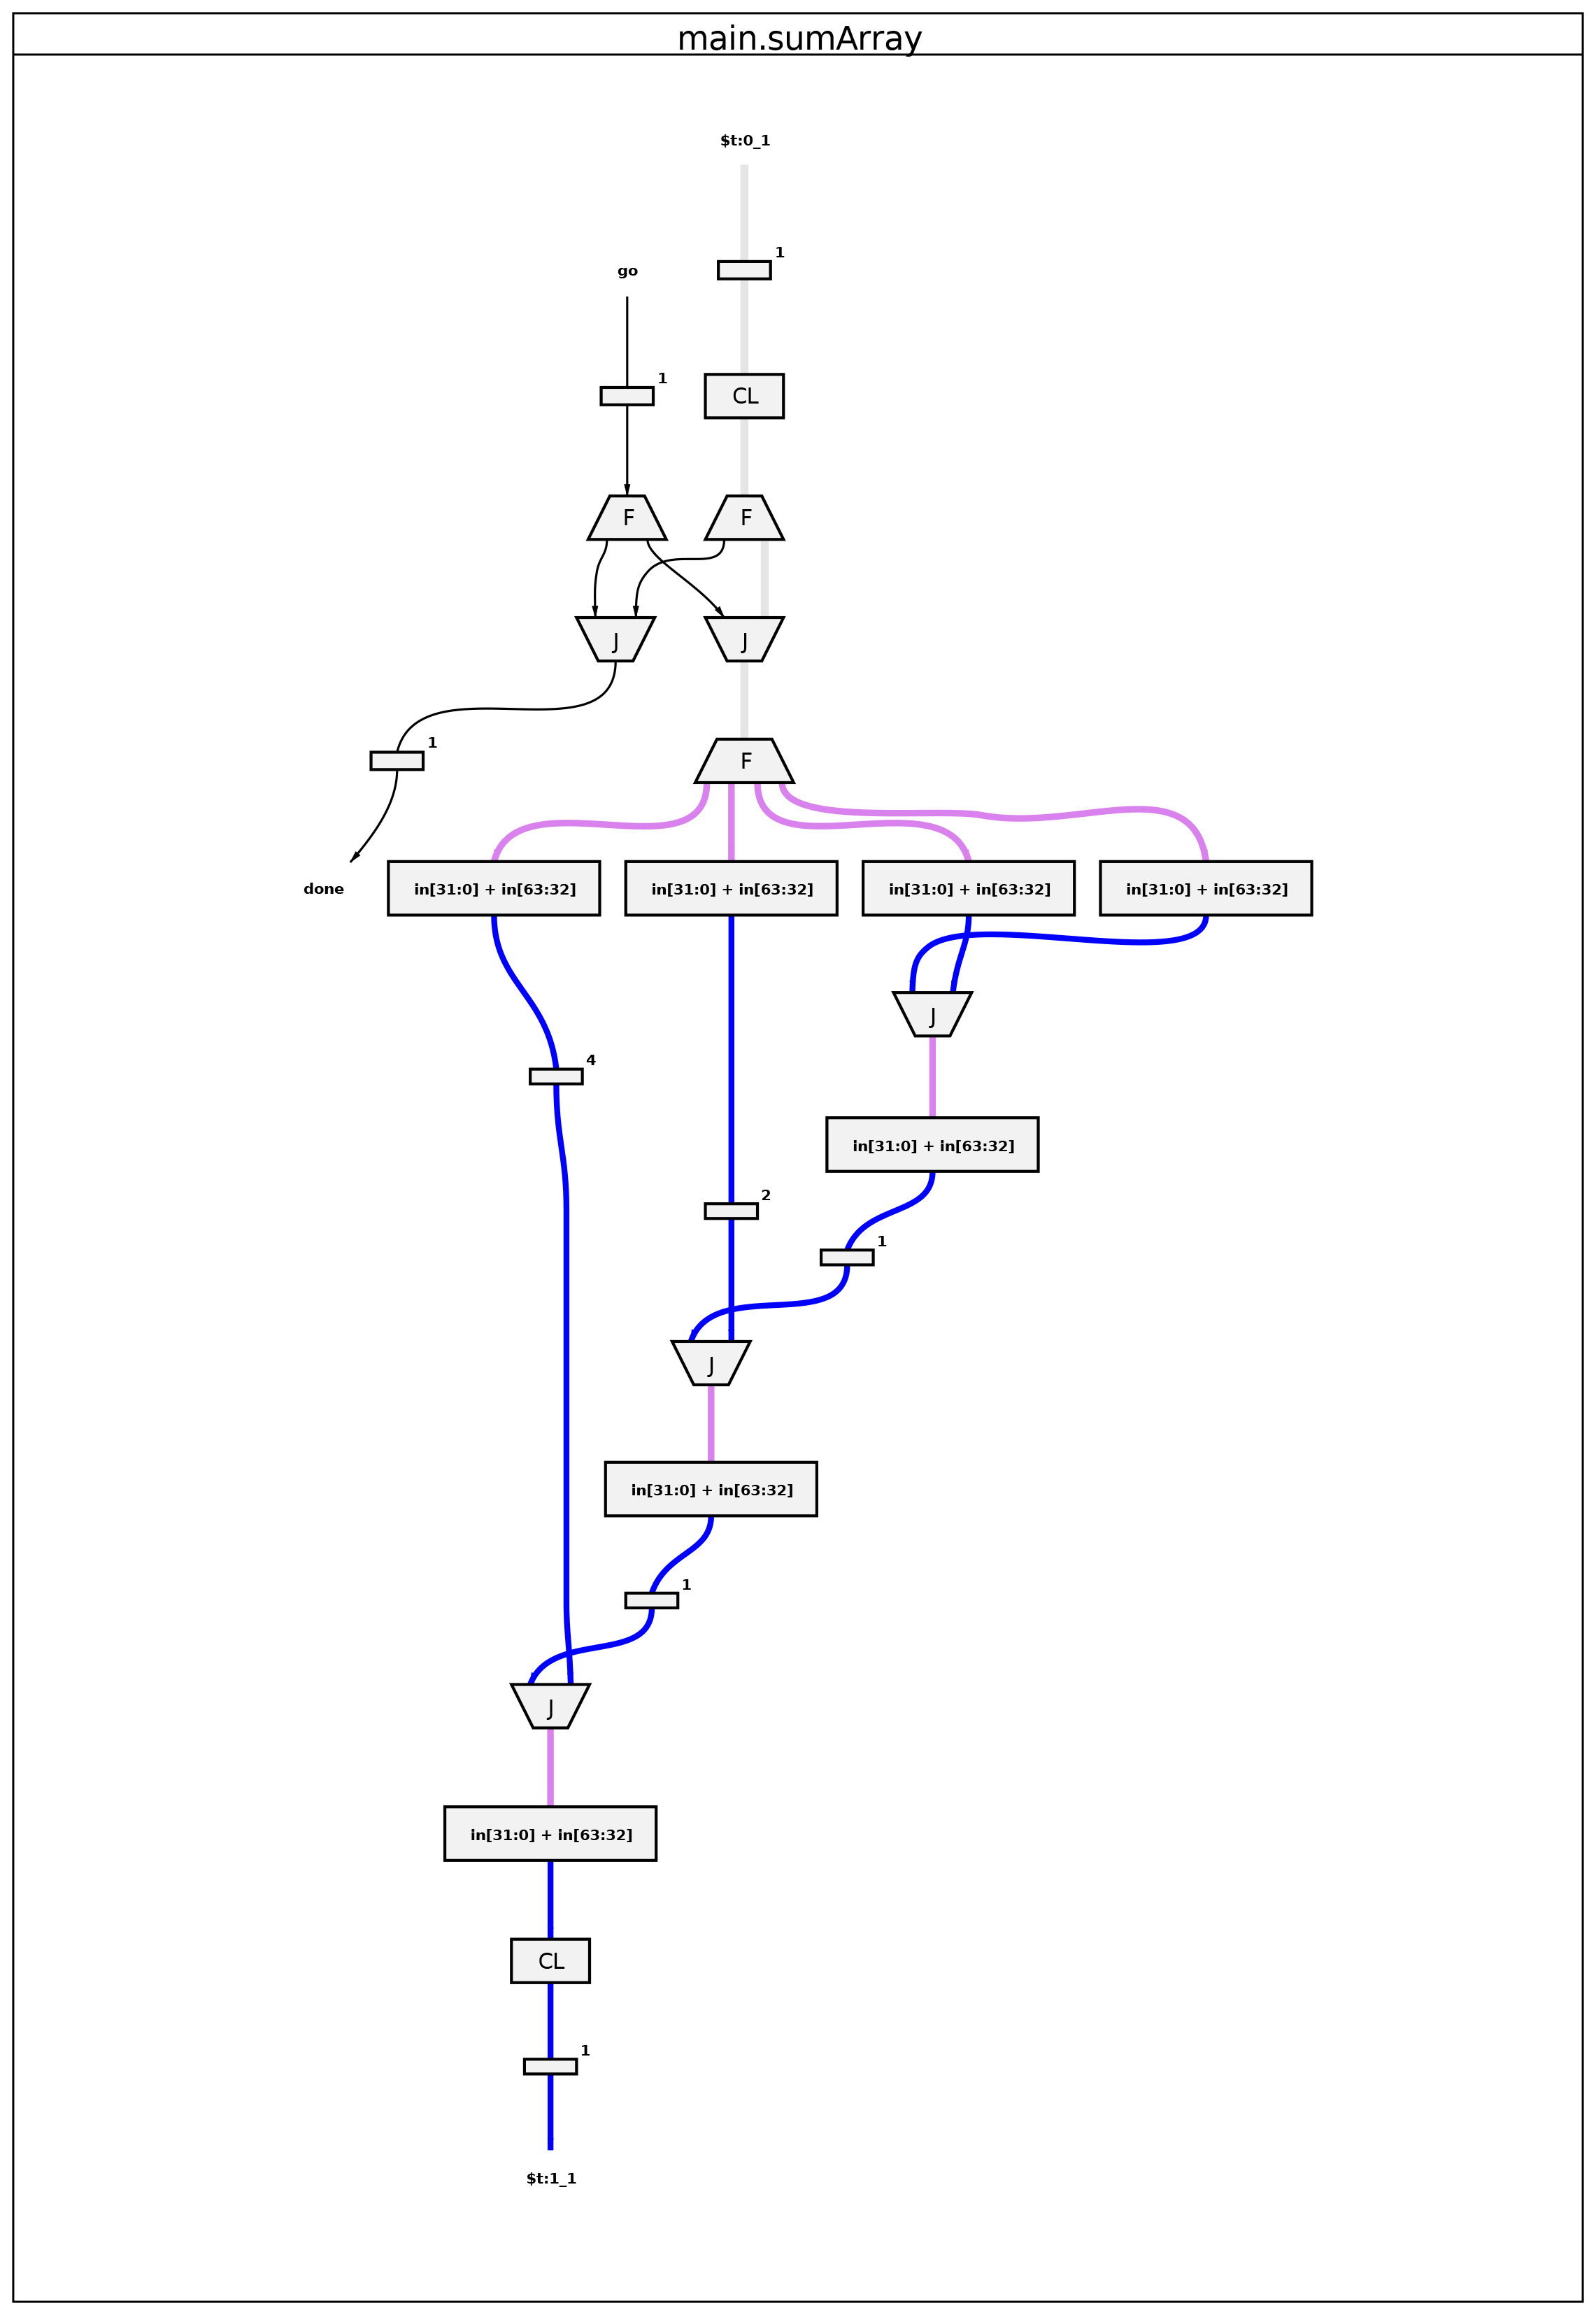 main.sumArray
$t:0_1
1
go
1
CL
F
F
J
J
1
F
done
in[31:0] + in[63:32]
in[31:0] + in[63:32]
in[31:0] + in[63:32]
in[31:0] + in[63:32]
J
4
in[31:0] + in[63:32]
2
1
J
in[31:0] + in[63:32]
1
J
in[31:0] + in[63:32]
CL
1
$t:1_1